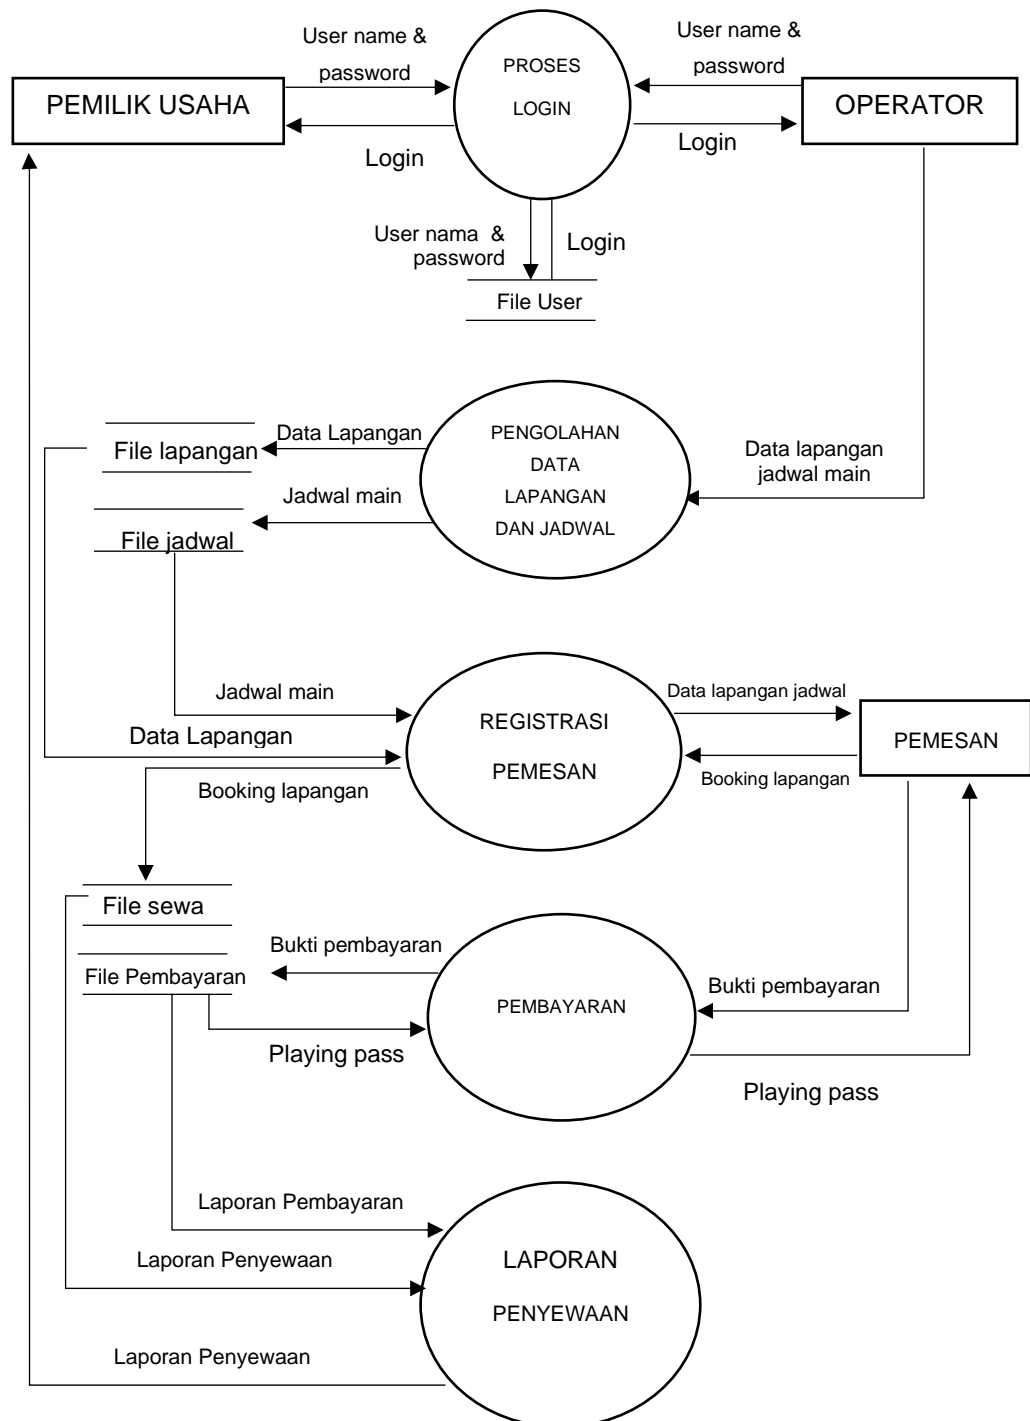 User name &
password
PROSES
LOGIN
User name &
password
PEMILIK USAHA
OPERATOR
Login
Login
User nama &
password
Login
File User
File lapangan
Data Lapangan
PENGOLAHAN
DATA
LAPANGAN
DAN JADWAL
Data lapangan
jadwal main
Jadwal main
File jadwal
Jadwal main
Data Lapangan
Booking lapangan
REGISTRASI
PEMESAN
Data lapangan jadwal
Booking lapangan
PEMESAN
File sewa
File Pembayaran
Bukti pembayaran
PEMBAYARAN
Bukti pembayaran
Playing pass
Playing pass
Laporan Pembayaran
Laporan Penyewaan
LAPORAN
PENYEWAAN
Laporan Penyewaan